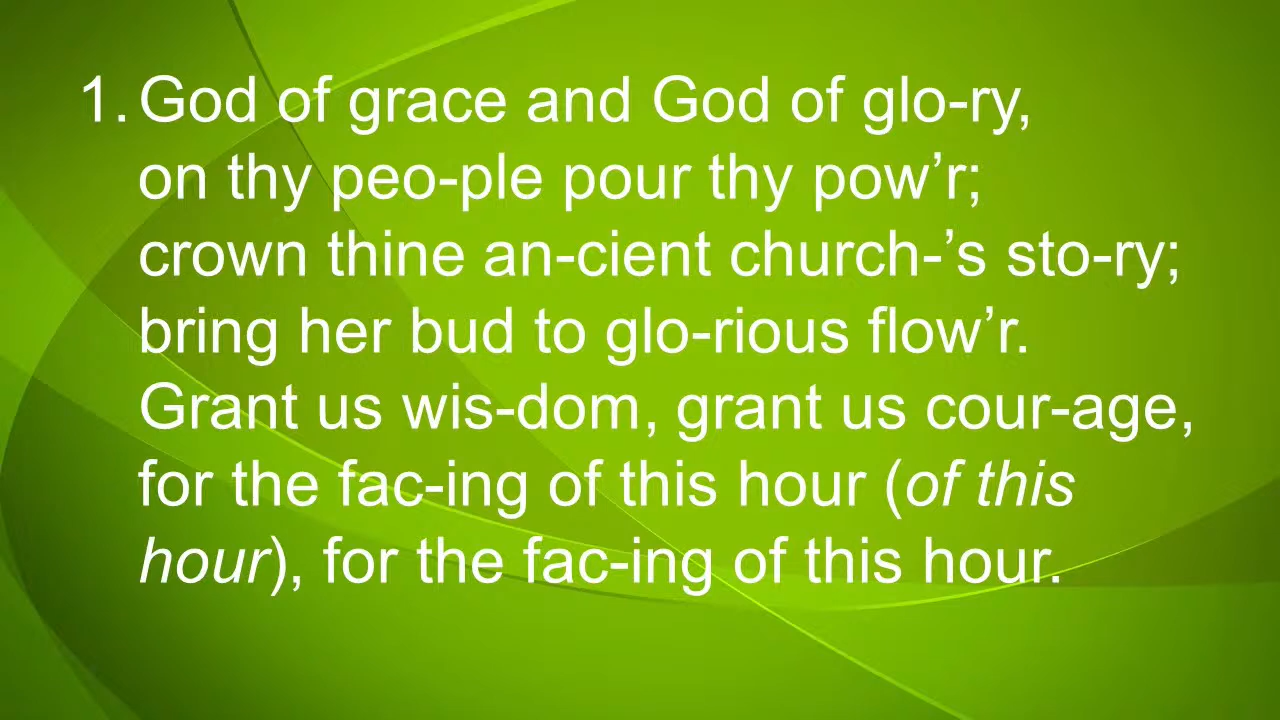 1. God of grace and God of glo-ry,
on thy peo-ple pour thy pow’r;
crown thine an-cient church-’s sto-ry;
bring her bud to glo-rious flow’r.
Grant us wis-dom, grant us cour-age,
for the fac-ing of this hour (of this
hour), for the fac-ing of this hour.